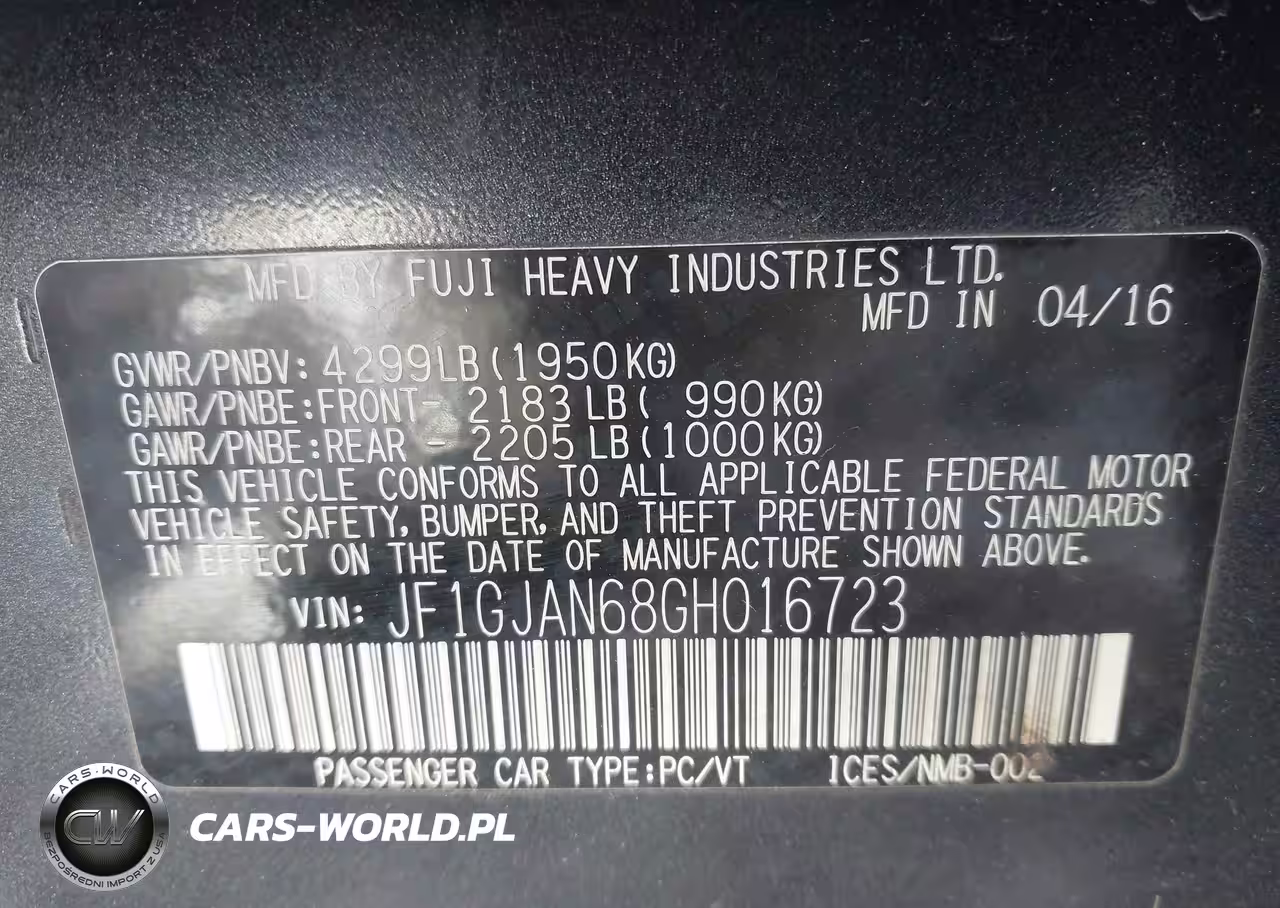 MFD BY FUJI HEAVY INDUSTRIES LTD.
MFD IN 04/16
GVWR/PNBV: 4299LB (1950KG)
GAWR/PNBE:FRONT- 2183 LB ( 990KG)
GAWR/PNBE:REAR - 2205 LB (1000KG)
THIS VEHICLE CONFORMS TO ALL APPLICABLE FEDERAL MOTOR
VEHICLE SAFETY, BUMPER, AND THEFT PREVENTION STANDARDS
IN EFFECT ON THE DATE OF MANUFACTURE SHOWN ABOVE.
VIN: JF1GJAN68GH016723
PASSENGER CAR TYPE:PC/VT ICES/NMB-002
CARS-WORLD
CW
BEZPOŚREDNI IMPORT Z USA
CARS-WORLD.PL